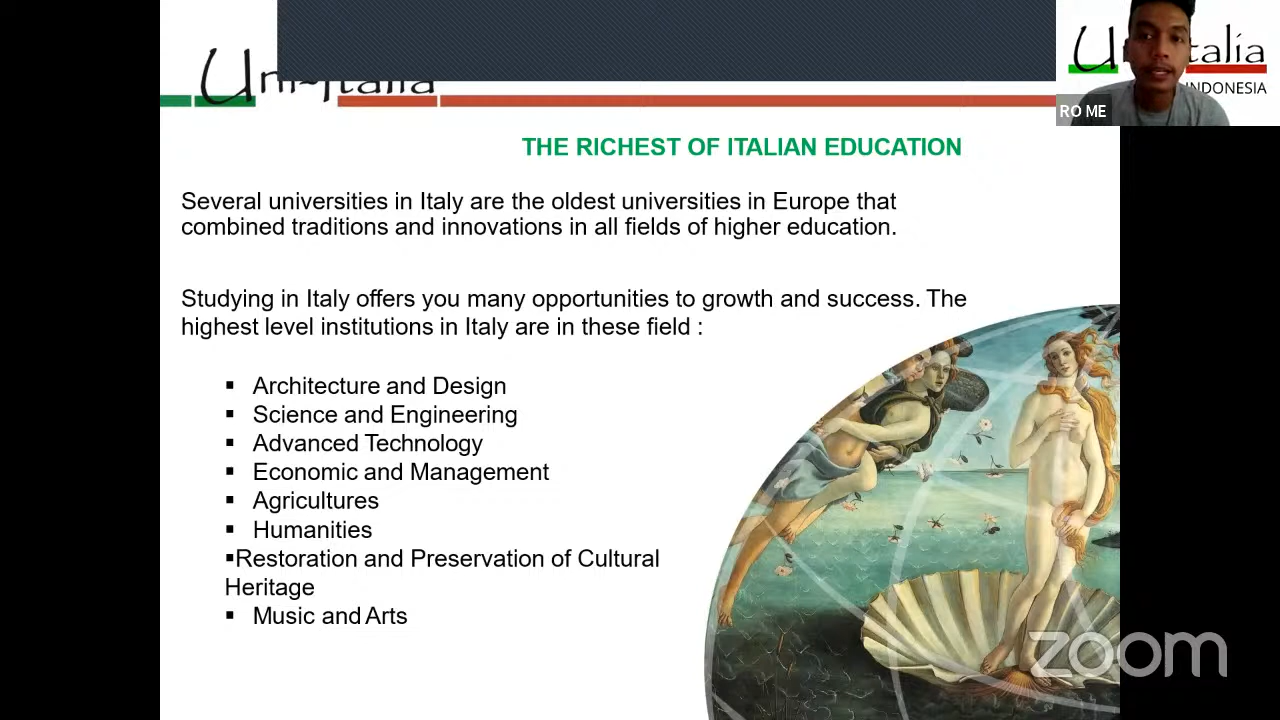 Uni-Italia
Uni-talia
INDONESIA
RO ME
THE RICHEST OF ITALIAN EDUCATION
Several universities in Italy are the oldest universities in Europe that
combined traditions and innovations in all fields of higher education.
Studying in Italy offers you many opportunities to growth and success. The
highest level institutions in Italy are in these field :
▪ Architecture and Design
▪ Science and Engineering
▪ Advanced Technology
▪ Economic and Management
▪ Agricultures
▪ Humanities
▪Restoration and Preservation of Cultural
Heritage
▪ Music and Arts
zoom